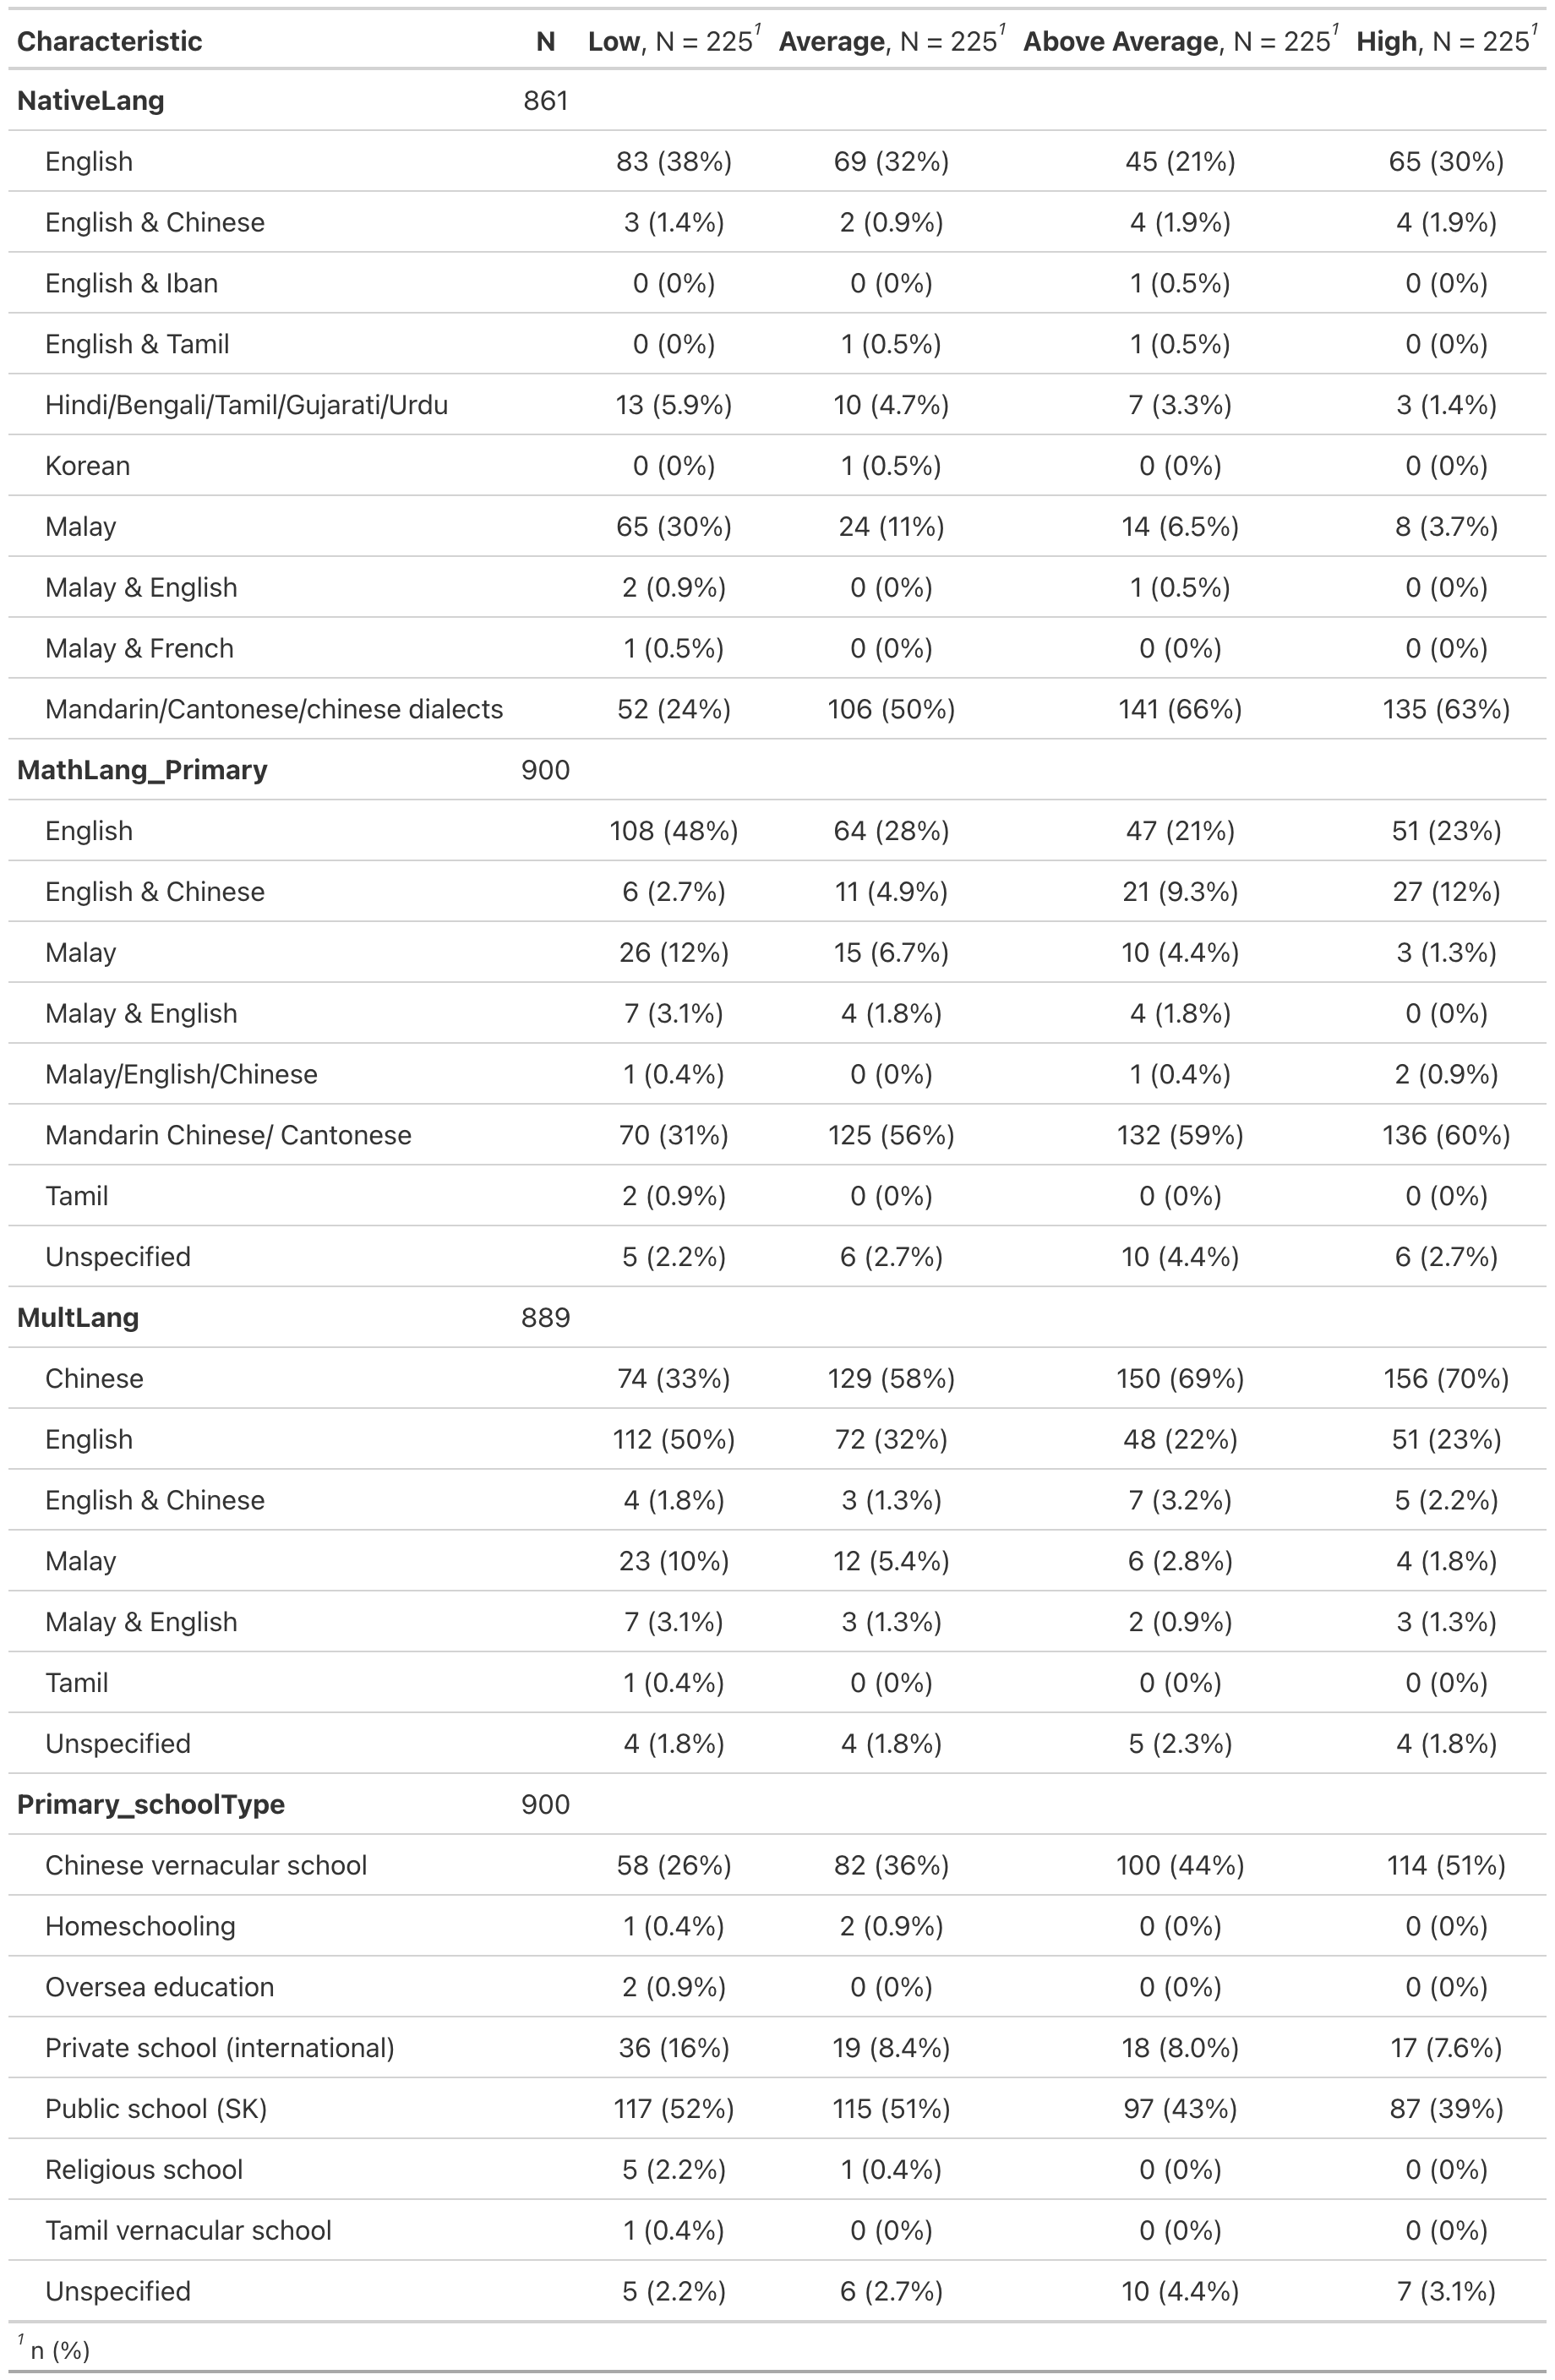 Characteristic N Low, N = 225¹ Average, N = 225¹ Above Average, N = 225¹ High, N = 225¹
NativeLang 861
English 83 (38%) 69 (32%) 45 (21%) 65 (30%)
English & Chinese 3 (1.4%) 2 (0.9%) 4 (1.9%) 4 (1.9%)
English & Iban 0 (0%) 0 (0%) 1 (0.5%) 0 (0%)
English & Tamil 0 (0%) 1 (0.5%) 1 (0.5%) 0 (0%)
Hindi/Bengali/Tamil/Gujarati/Urdu 13 (5.9%) 10 (4.7%) 7 (3.3%) 3 (1.4%)
Korean 0 (0%) 1 (0.5%) 0 (0%) 0 (0%)
Malay 65 (30%) 24 (11%) 14 (6.5%) 8 (3.7%)
Malay & English 2 (0.9%) 0 (0%) 1 (0.5%) 0 (0%)
Malay & French 1 (0.5%) 0 (0%) 0 (0%) 0 (0%)
Mandarin/Cantonese/chinese dialects 52 (24%) 106 (50%) 141 (66%) 135 (63%)
MathLang_Primary 900
English 108 (48%) 64 (28%) 47 (21%) 51 (23%)
English & Chinese 6 (2.7%) 11 (4.9%) 21 (9.3%) 27 (12%)
Malay 26 (12%) 15 (6.7%) 10 (4.4%) 3 (1.3%)
Malay & English 7 (3.1%) 4 (1.8%) 4 (1.8%) 0 (0%)
Malay/English/Chinese 1 (0.4%) 0 (0%) 1 (0.4%) 2 (0.9%)
Mandarin Chinese/ Cantonese 70 (31%) 125 (56%) 132 (59%) 136 (60%)
Tamil 2 (0.9%) 0 (0%) 0 (0%) 0 (0%)
Unspecified 5 (2.2%) 6 (2.7%) 10 (4.4%) 6 (2.7%)
MultLang 889
Chinese 74 (33%) 129 (58%) 150 (69%) 156 (70%)
English 112 (50%) 72 (32%) 48 (22%) 51 (23%)
English & Chinese 4 (1.8%) 3 (1.3%) 7 (3.2%) 5 (2.2%)
Malay 23 (10%) 12 (5.4%) 6 (2.8%) 4 (1.8%)
Malay & English 7 (3.1%) 3 (1.3%) 2 (0.9%) 3 (1.3%)
Tamil 1 (0.4%) 0 (0%) 0 (0%) 0 (0%)
Unspecified 4 (1.8%) 4 (1.8%) 5 (2.3%) 4 (1.8%)
Primary_schoolType 900
Chinese vernacular school 58 (26%) 82 (36%) 100 (44%) 114 (51%)
Homeschooling 1 (0.4%) 2 (0.9%) 0 (0%) 0 (0%)
Oversea education 2 (0.9%) 0 (0%) 0 (0%) 0 (0%)
Private school (international) 36 (16%) 19 (8.4%) 18 (8.0%) 17 (7.6%)
Public school (SK) 117 (52%) 115 (51%) 97 (43%) 87 (39%)
Religious school 5 (2.2%) 1 (0.4%) 0 (0%) 0 (0%)
Tamil vernacular school 1 (0.4%) 0 (0%) 0 (0%) 0 (0%)
Unspecified 5 (2.2%) 6 (2.7%) 10 (4.4%) 7 (3.1%)
¹ n (%)